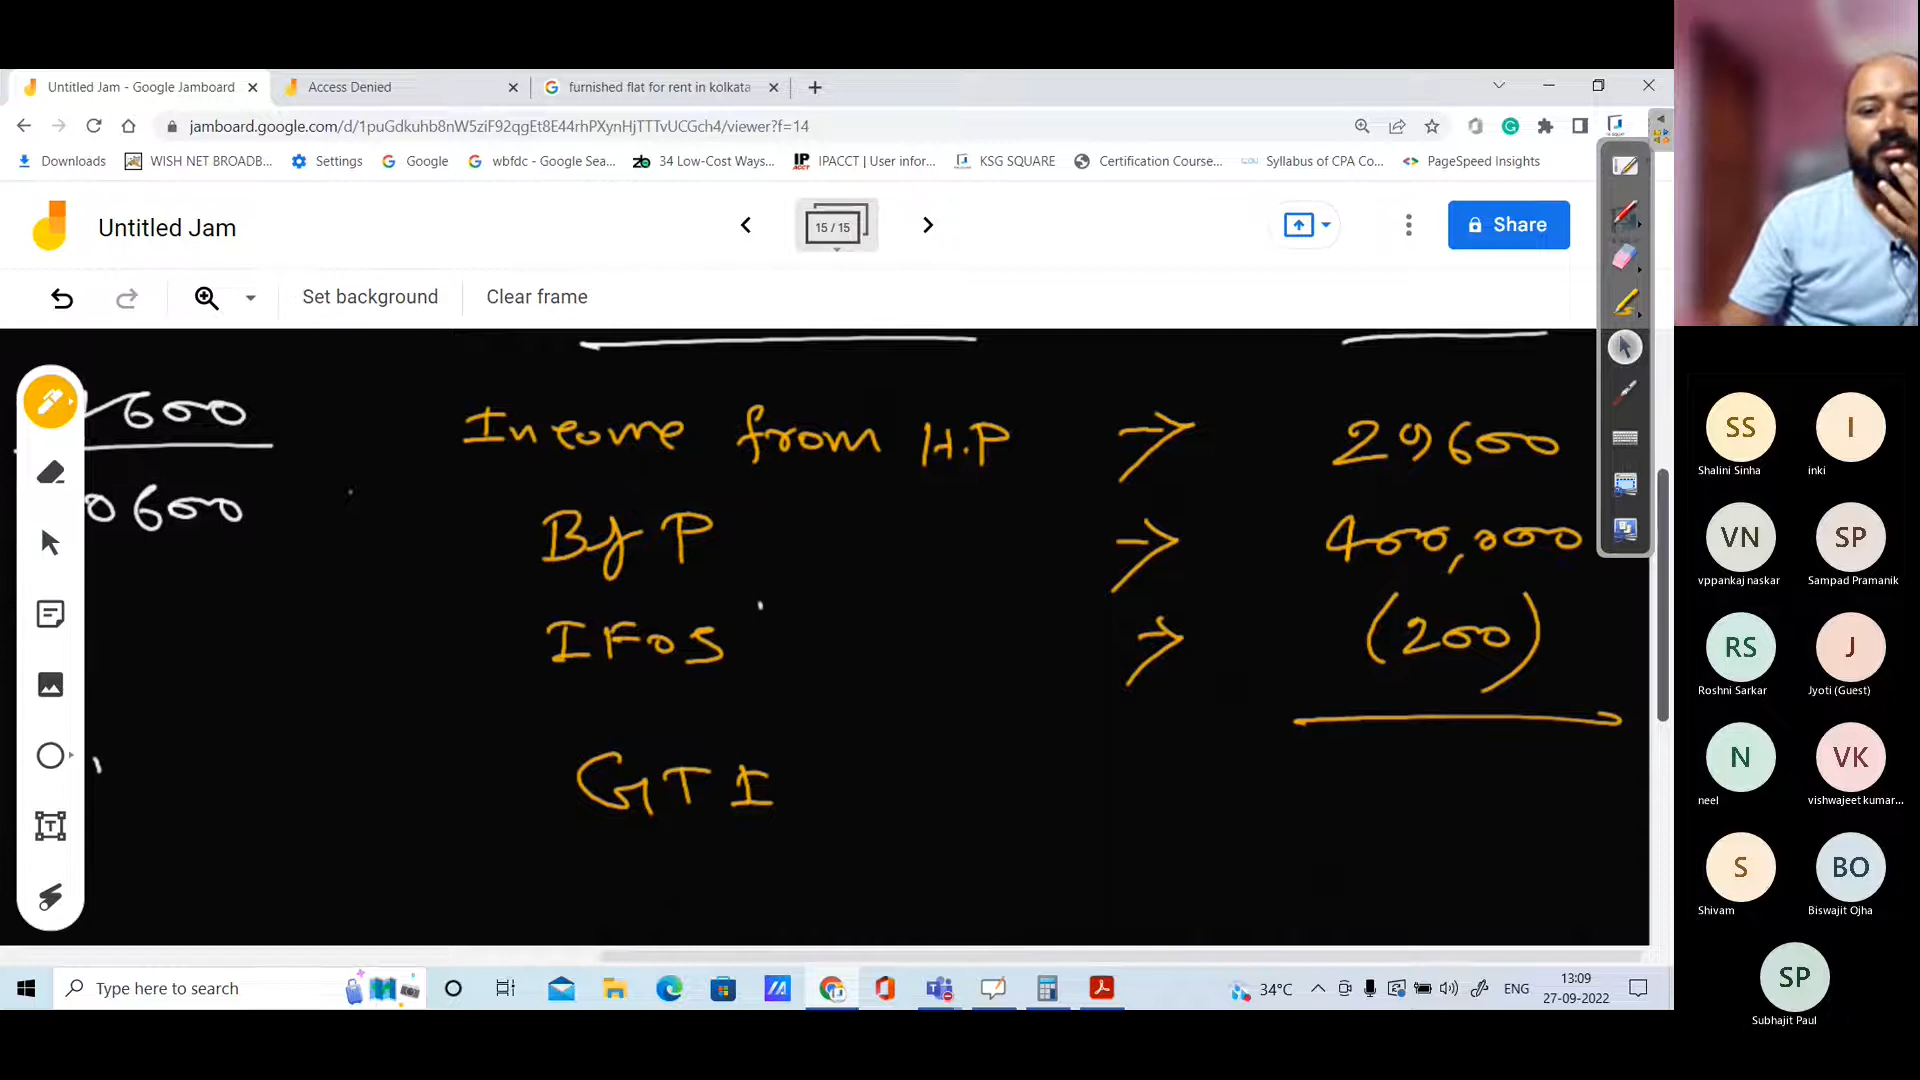 Untitled Jam - Google Jamboard
Access Denied
furnished flat for rent in kolkata
jamboard.google.com/d/1puGdkuhb8nW5ziF92qgEt8E44rhPXynHjTTTvUCGch4/viewer?f=14
Downloads
WISH NET BROADB...
Settings
Google
wbfdc - Google Sea...
34 Low-Cost Ways...
IPACCT | User infor...
KSG SQUARE
Certification Course...
Syllabus of CPA Co...
PageSpeed Insights
Untitled Jam
15 / 15
Share
Set background
Clear frame
600
0600
Income from H.P 29600
B&P 400,000
IFOS (200)
GTI
SS
Shalini Sinha
I
inki
VN
vppankaj naskar
SP
Sampad Pramanik
RS
Roshni Sarkar
J
Jyoti (Guest)
N
neel
VK
vishwajeet kumar...
S
Shivam
BO
Biswajit Ojha
SP
Subhajit Paul
Type here to search
34°C
ENG
13:09
27-09-2022